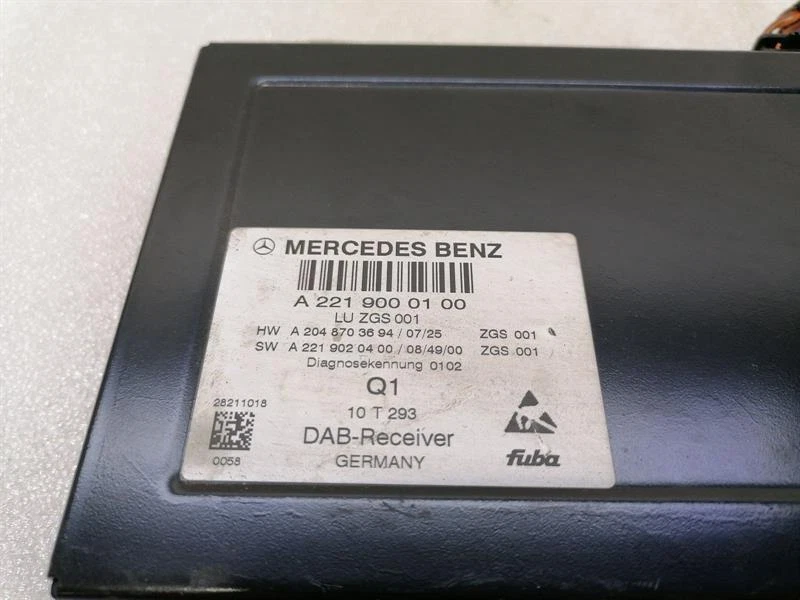 MERCEDES BENZ
A 221 900 01 00
LU ZGS 001
HW A 204 870 36 94 / 07/25 ZGS 001
SW A 221 902 04 00 / 08/49/00 ZGS 001
Diagnosekennung 0102
Q1
28211018
10 T 293
DAB-Receiver
0058
GERMANY
fuba